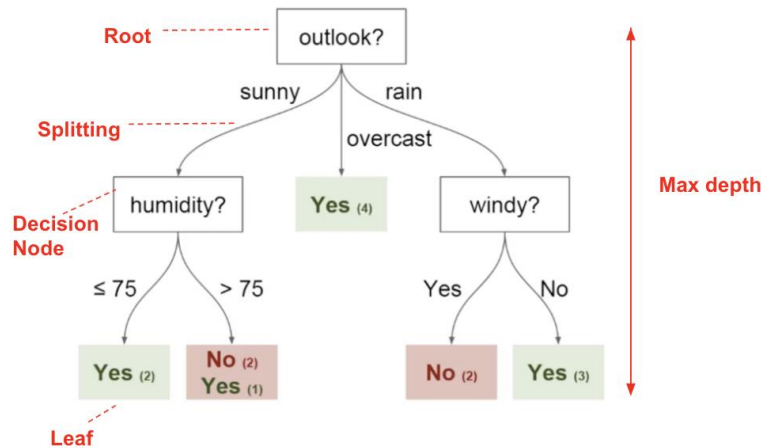 Root
outlook?
sunny
rain
Splitting
overcast
Max depth
humidity?
Yes (4)
windy?
Decision
Node
≤ 75
> 75
Yes
No
Yes (2)
No (2)
Yes (1)
No (2)
Yes (3)
Leaf